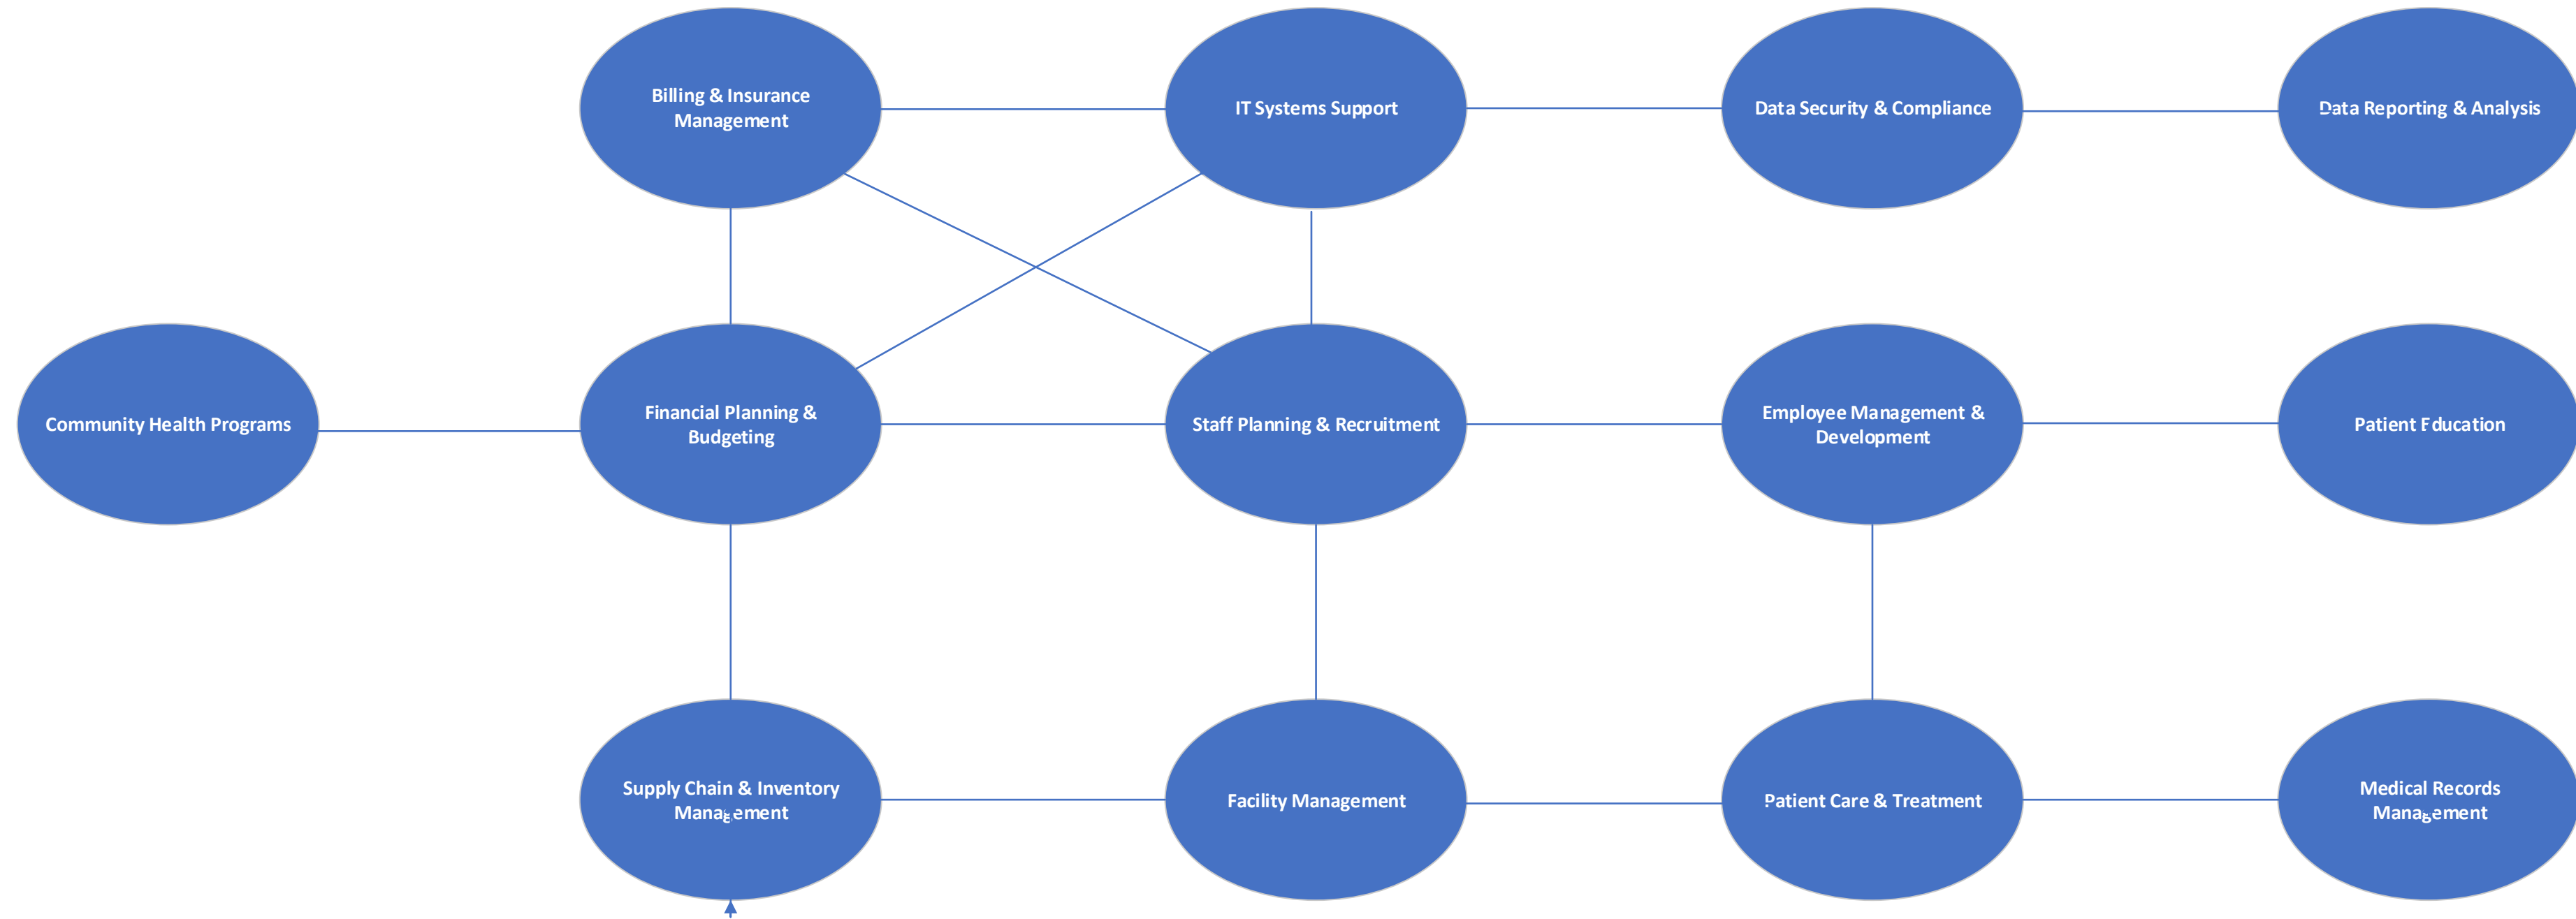 Billing & Insurance
Management
IT Systems Support
Data Security & Compliance
Data Reporting & Analysis
Community Health Programs
Financial Planning &
Budgeting
Staff Planning & Recruitment
Employee Management &
Development
Patient Education
Supply Chain & Inventory
Management
Facility Management
Patient Care & Treatment
Medical Records
Management